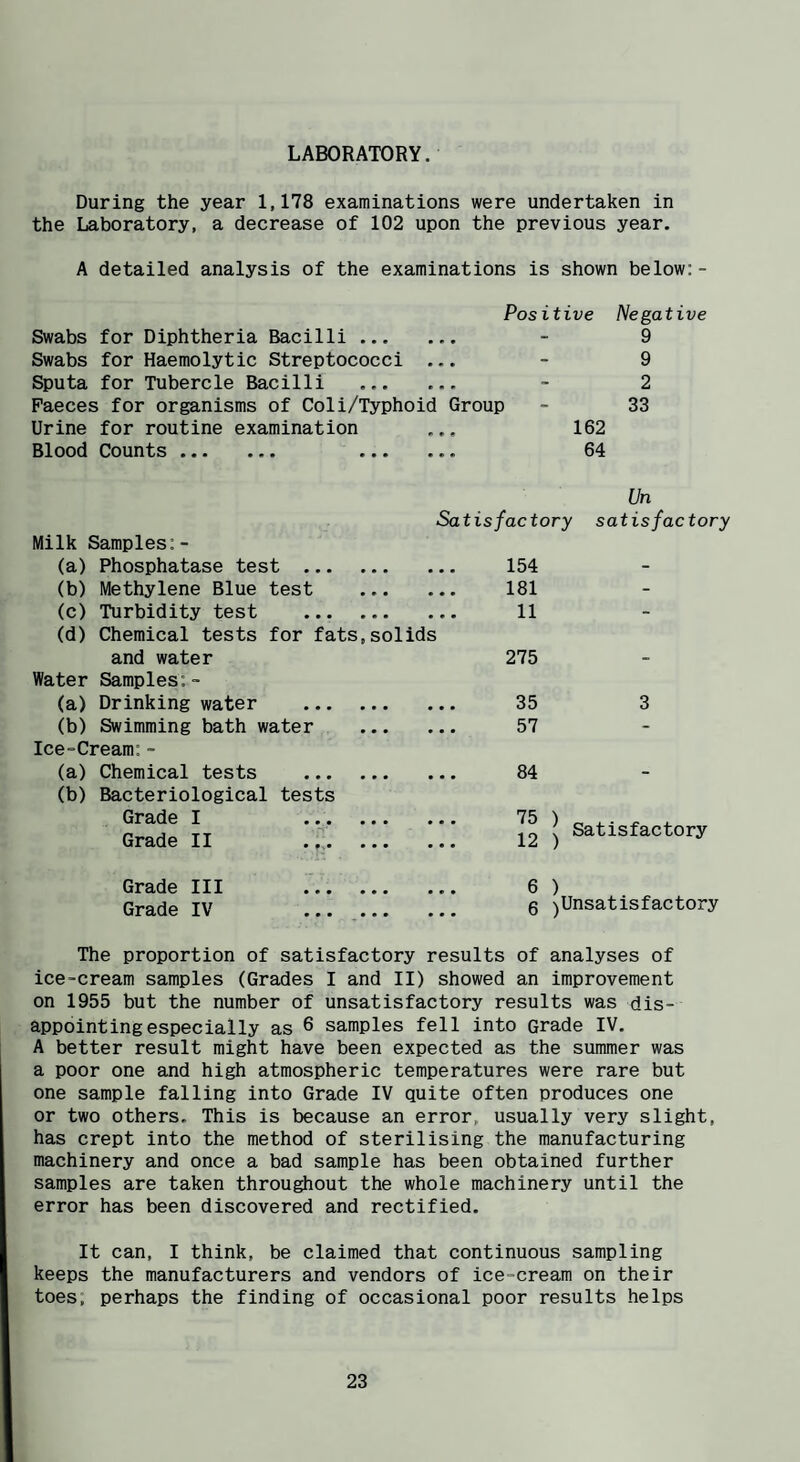 LABORATORY.
During the year 1,178 examinations were undertaken in
the Laboratory, a decrease of 102 upon the previous year.
A detailed analysis of the examinations is shown below:-
Positive Negative
Swabs for Diphtheria Bacilli ... ... - 9
Swabs for Haemolytic Streptococci ... - 9
Sputa for Tubercle Bacilli ... ... - 2
Faeces for organisms of Coli/Typhoid Group - 33
Urine for routine examination ... 162
Blood Counts ... ... ... ... 64
Un
Satisfactory satisfactory
Milk Samples:-
(a) Phosphatase test ... ... ... 154 -
(b) Methylene Blue test ... ... 181 -
(c) Turbidity test ... ... ... 11 -
(d) Chemical tests for fats,solids
and water 275 -
Water Samples:-
(a) Drinking water ... ... ... 35 3
(b) Swimming bath water ... ... 57 -
Ice-Cream:-
(a) Chemical tests ... ... ... 84 -
(b) Bacteriological tests
Grade I ... ... ... 75 )
Grade II ... ... ... 12 ) Satisfactory
Grade III ... ... ... 6 )
Grade IV ... ... ... 6 )Unsatisfactory
The proportion of satisfactory results of analyses of
ice-cream samples (Grades I and II) showed an improvement
on 1955 but the number of unsatisfactory results was dis-
appointing especially as 6 samples fell into Grade IV.
A better result might have been expected as the summer was
a poor one and high atmospheric temperatures were rare but
one sample falling into Grade IV quite often produces one
or two others. This is because an error, usually very slight,
has crept into the method of sterilising the manufacturing
machinery and once a bad sample has been obtained further
samples are taken throughout the whole machinery until the
error has been discovered and rectified.
It can, I think, be claimed that continuous sampling
keeps the manufacturers and vendors of ice-cream on their
toes; perhaps the finding of occasional poor results helps
23